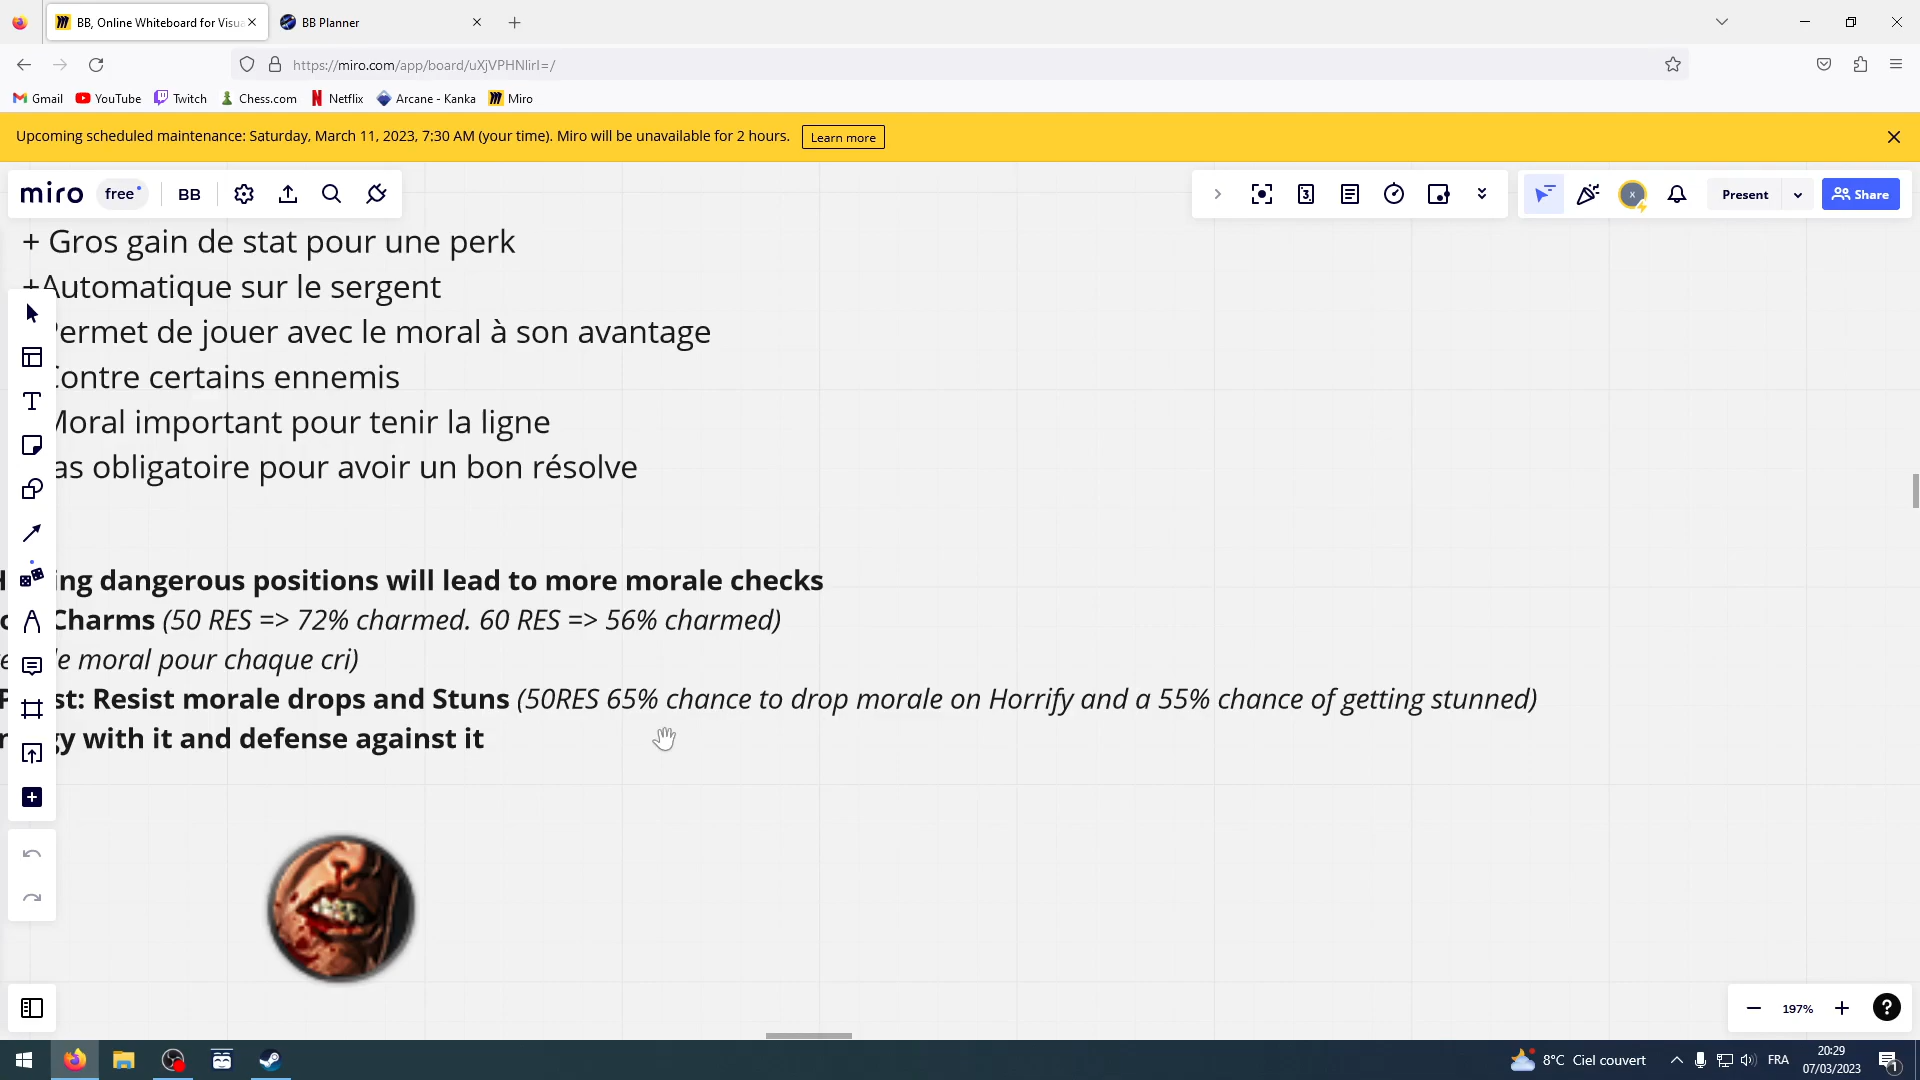 BB, Online Whiteboard for Visua
BB Planner
https://miro.com/app/board/uXjVPHNlirI=/
Gmail
YouTube
Twitch
Chess.com
Netflix
Arcane - Kanka
Miro
Upcoming scheduled maintenance: Saturday, March 11, 2023, 7:30 AM (your time). Miro will be unavailable for 2 hours.
Learn more
miro
free
BB
Present
Share
+ Gros gain de stat pour une perk
+Automatique sur le sergent
Permet de jouer avec le moral à son avantage
Contre certains ennemis
Moral important pour tenir la ligne
as obligatoire pour avoir un bon résolve
ing dangerous positions will lead to more morale checks
Charms (50 RES => 72% charmed. 60 RES => 56% charmed)
le moral pour chaque cri)
st: Resist morale drops and Stuns (50RES 65% chance to drop morale on Horrify and a 55% chance of getting stunned)
gy with it and defense against it
197%
8°C Ciel couvert
FRA
20:29
07/03/2023
1